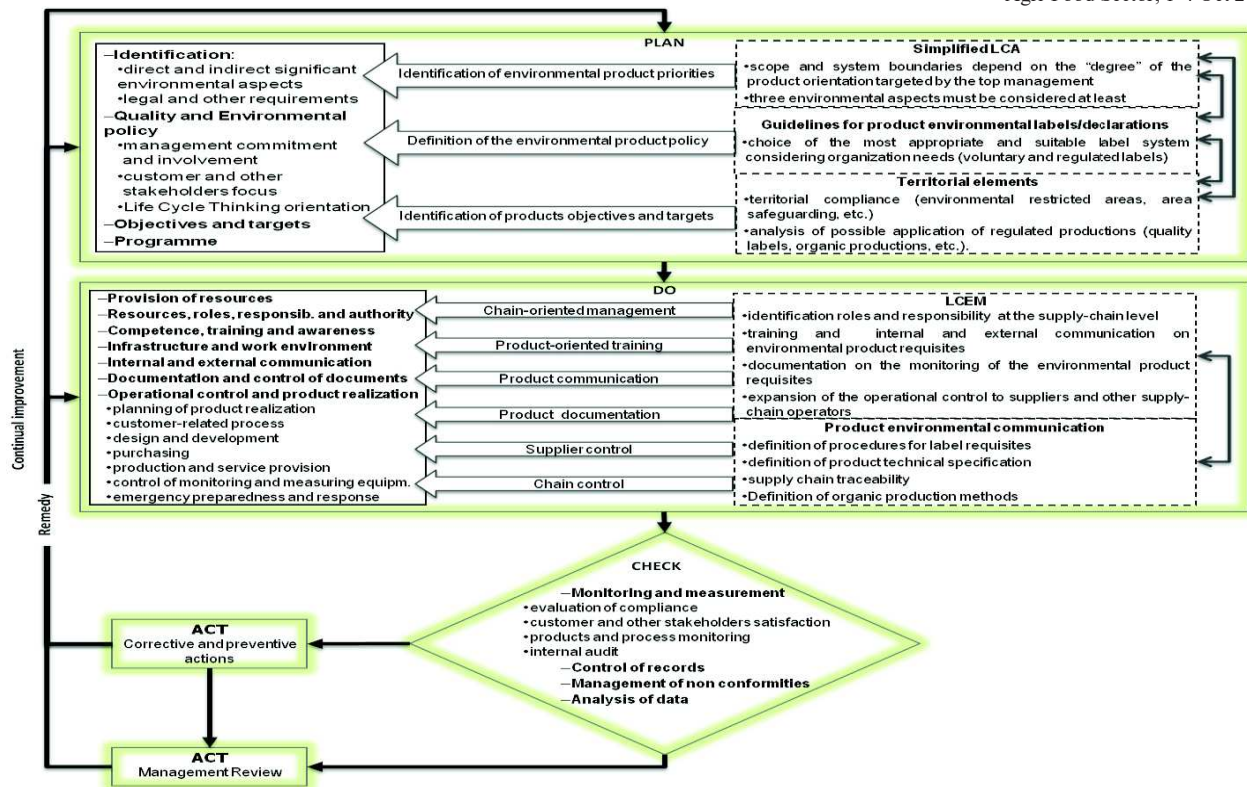 PLAN
–Identification:
•direct and indirect significant
environmental aspects
•legal and other requirements
–Quality and Environmental
policy
•management commitment
and involvement
•customer and other
stakeholders focus
•Life Cycle Thinking orientation
–Objectives and targets
–Programme
Identification of environmental product priorities
Definition of the environmental product policy
Identification of products objectives and targets
Simplified LCA
•scope and system boundaries depend on the "degree" of the
product orientation targeted by the top management
•three environmental aspects must be considered at least
Guidelines for product environmental labels/declarations
•choice of the most appropriate and suitable label system
considering organization needs (voluntary and regulated labels)
Territorial elements
•territorial compliance (environmental restricted areas, area
safeguarding, etc.)
•analysis of possible application of regulated productions (quality
labels, organic productions, etc.).
DO
–Provision of resources
–Resources, roles, responsib. and authority
–Competence, training and awareness
–Infrastructure and work environment
–Internal and external communication
–Documentation and control of documents
–Operational control and product realization
•planning of product realization
•customer-related process
•design and development
•purchasing
•production and service provision
•control of monitoring and measuring equipm.
•emergency preparedness and response
Chain-oriented management
Product-oriented training
Product communication
Product documentation
Supplier control
Chain control
LCEM
•identification roles and responsibility at the supply-chain level
•training and internal and external communication on
environmental product requisites
•documentation on the monitoring of the environmental product
requisites
•expansion of the operational control to suppliers and other supply-
chain operators
Product environmental communication
•definition of procedures for label requisites
•definition of product technical specification
•supply chain traceability
•Definition of organic production methods
Continual improvement
Remedy
CHECK
–Monitoring and measurement
•evaluation of compliance
•customer and other stakeholders satisfaction
•products and process monitoring
•internal audit
–Control of records
–Management of non conformities
–Analysis of data
ACT
Corrective and preventive
actions
ACT
Management Review